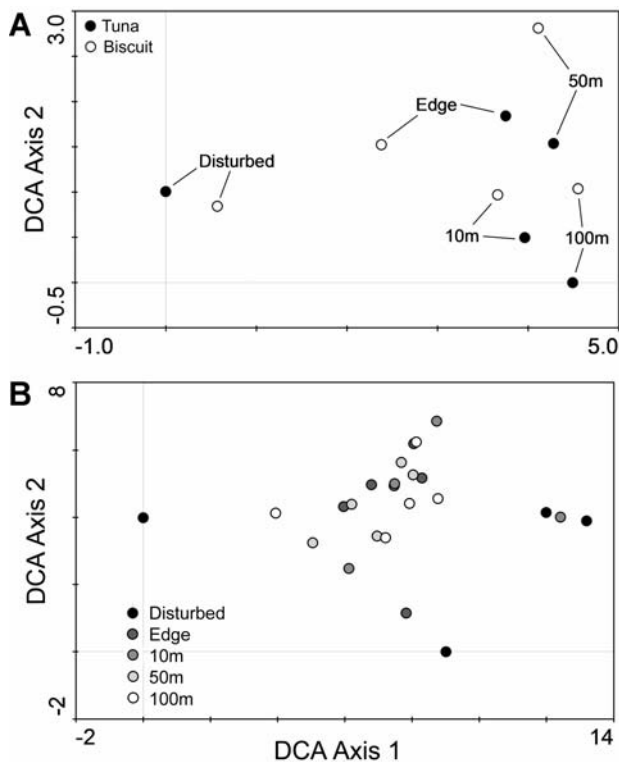 A
3.0
Tuna
Biscuit
50m
Edge
Disturbed
DCA Axis 2
10m
100m
-0.5
-1.0
5.0
B
8
DCA Axis 2
Disturbed
Edge
10m
50m
100m
-2
-2
DCA Axis 1
14